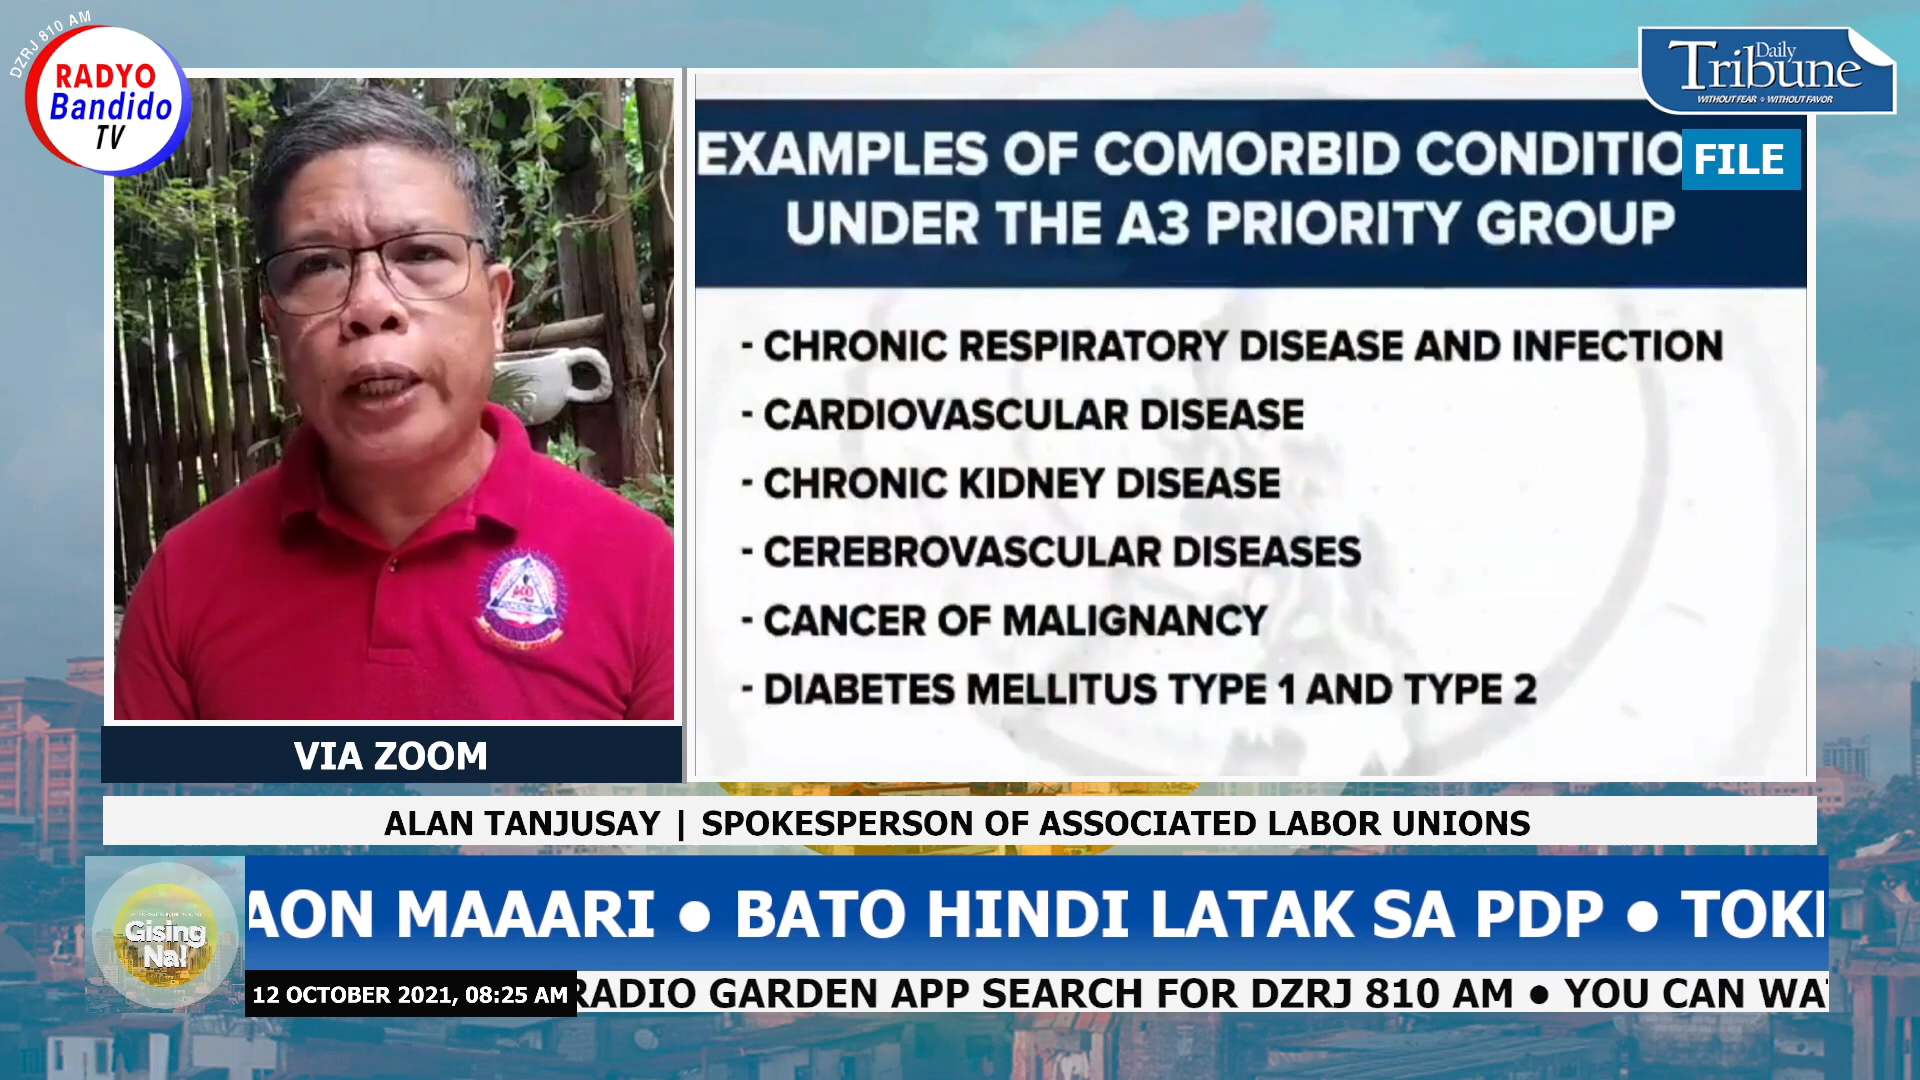 DZRJ 810 AM
RADYO
Bandido
TV
Daily
Tribune
WITHOUT FEAR • WITHOUT FAVOR
FILE
EXAMPLES OF COMORBID CONDITIO
UNDER THE A3 PRIORITY GROUP
- CHRONIC RESPIRATORY DISEASE AND INFECTION
- CARDIOVASCULAR DISEASE
- CHRONIC KIDNEY DISEASE
- CEREBROVASCULAR DISEASES
- CANCER OF MALIGNANCY
- DIABETES MELLITUS TYPE 1 AND TYPE 2
VIA ZOOM
ALAN TANJUSAY | SPOKESPERSON OF ASSOCIATED LABOR UNIONS
Gising
Na!
AON MAAARI ● BATO HINDI LATAK SA PDP ● TOK
12 OCTOBER 2021, 08:25 AM
RADIO GARDEN APP SEARCH FOR DZRJ 810 AM ● YOU CAN WA